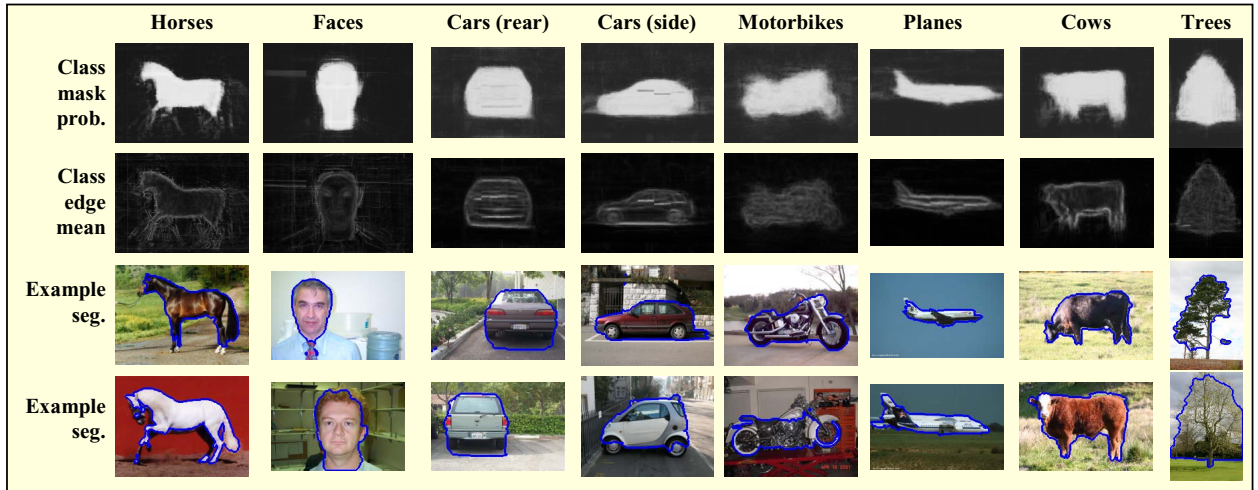 Horses Faces Cars (rear) Cars (side) Motorbikes Planes Cows Trees
Class
mask
prob.
Class
edge
mean
Example
seg.
Example
seg.